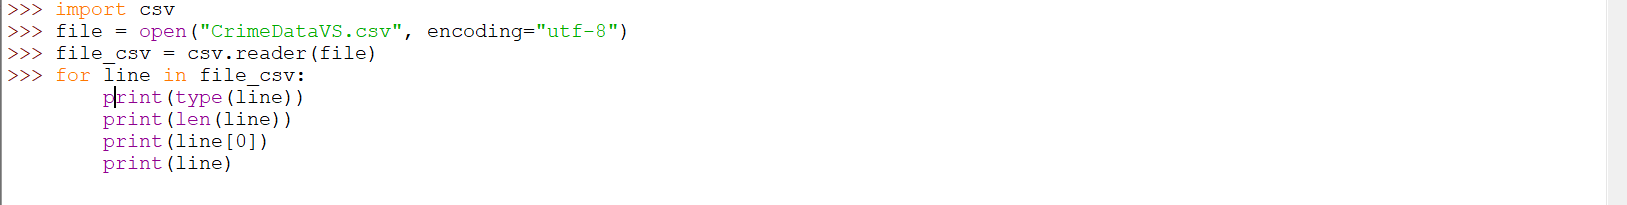 >>> import csv
>>> file = open("CrimeDataVS.csv", encoding="utf-8")
>>> file_csv = csv.reader(file)
>>> for line in file_csv:
        print(type(line))
        print(len(line))
        print(line[0])
        print(line)